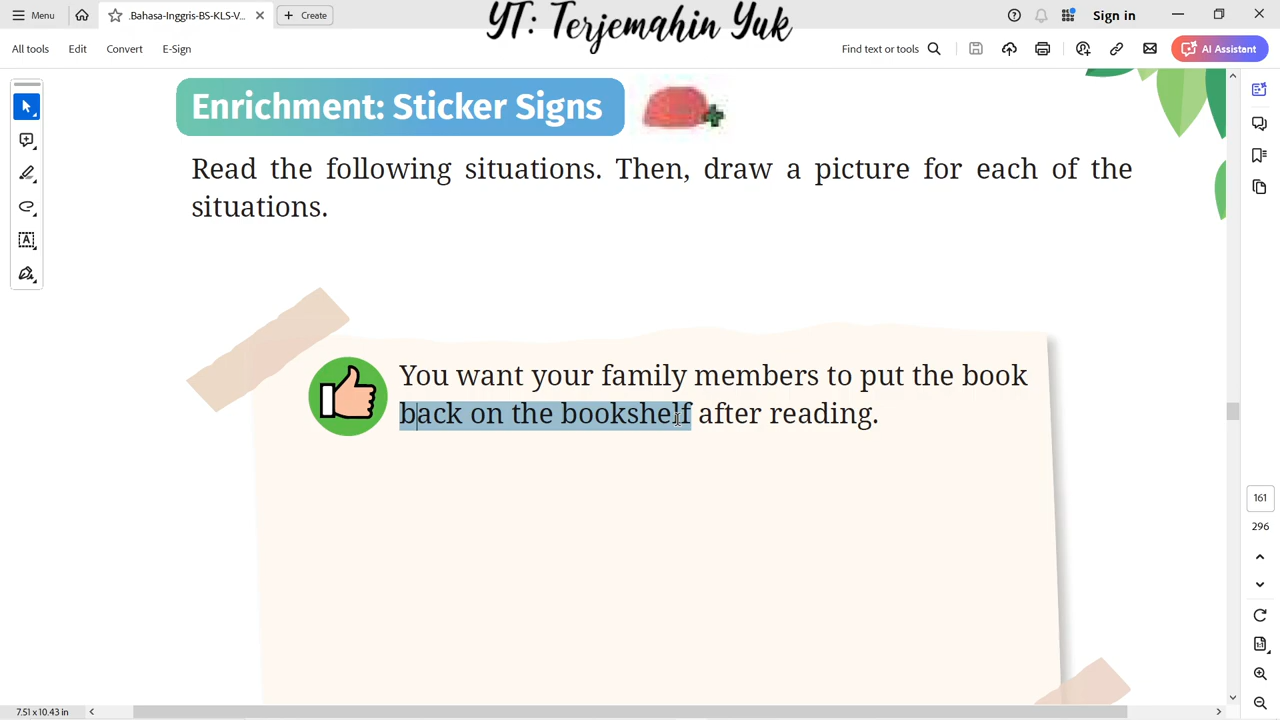 Menu
.Bahasa-Inggris-BS-KLS-V...
Create
YT: Terjemahin Yuk
Sign in
All tools
Edit
Convert
E-Sign
Find text or tools
AI Assistant
Enrichment: Sticker Signs
Read the following situations. Then, draw a picture for each of the
situations.
You want your family members to put the book
back on the bookshelf after reading.
161
296
7.51 x 10.43 in